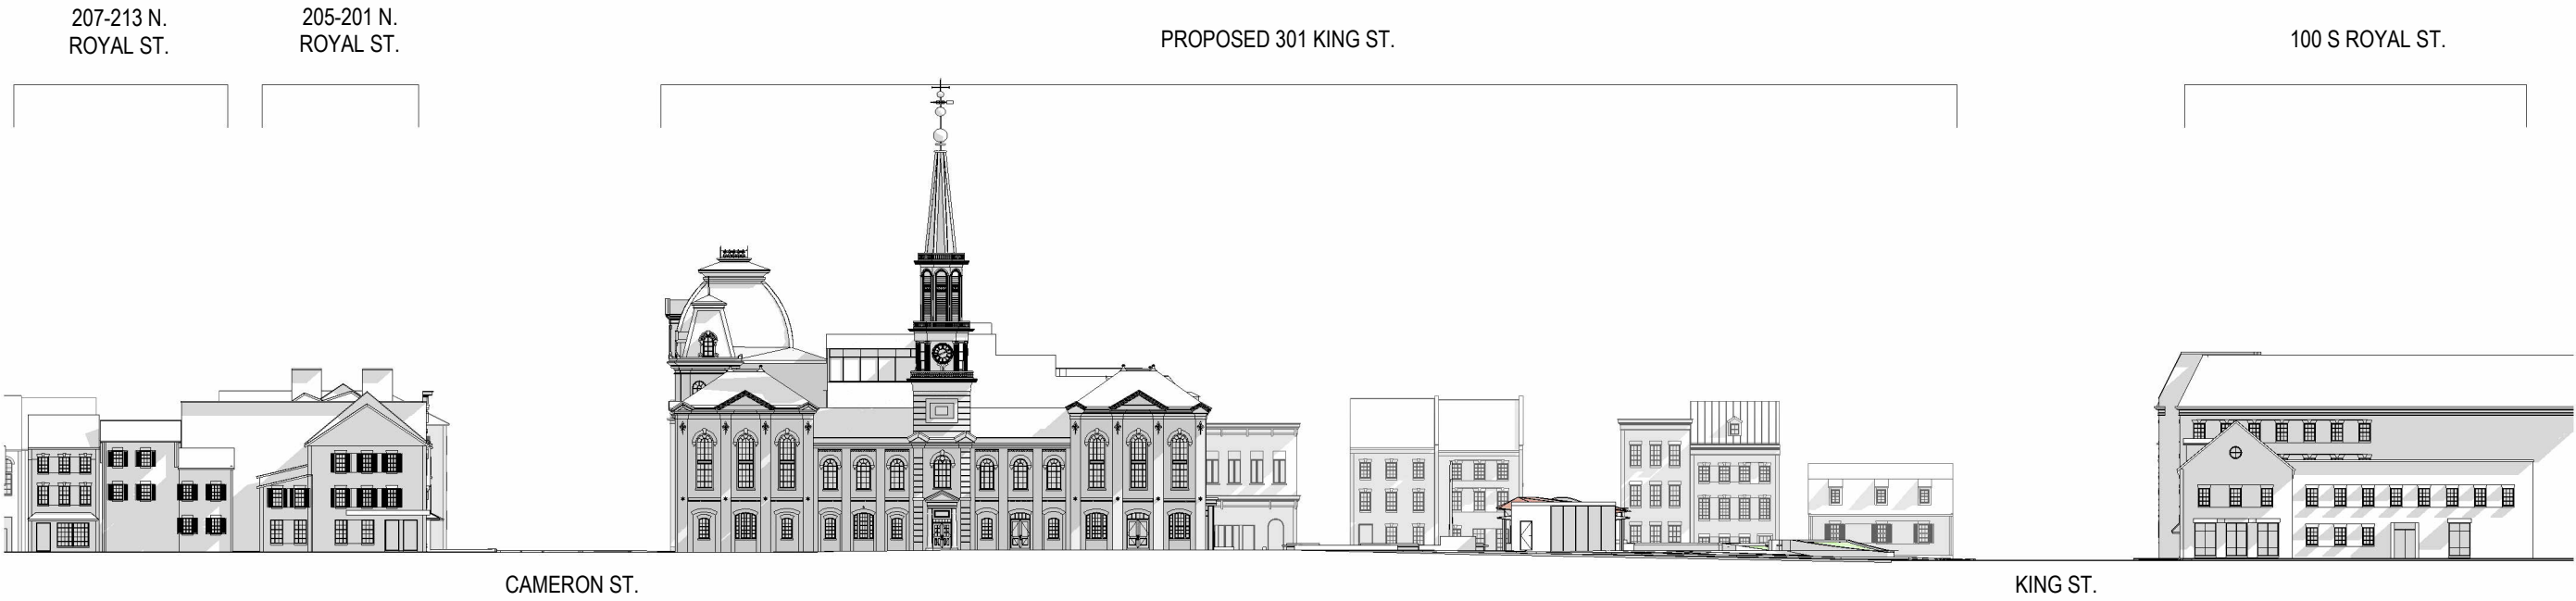 207-213 N.
ROYAL ST.
205-201 N.
ROYAL ST.
PROPOSED 301 KING ST.
100 S ROYAL ST.
CAMERON ST.
KING ST.